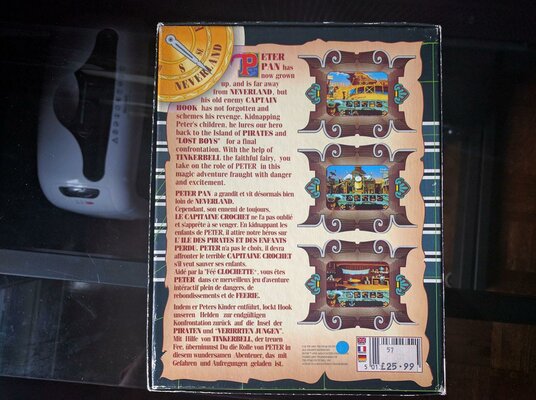 NEVERLAND
PETER
PAN has
now grown
up, and is far away
from NEVERLAND, but
his old enemy CAPTAIN
HOOK has not forgotten and
schemes his revenge. Kidnapping
Peter's children, he lures our hero
back to the Island of PIRATES and
"LOST BOYS" for a final
confrontation. With the help of
TINKERBELL the faithful fairy, you
take on the role of PETER in this
magic adventure fraught with danger
and excitement.
PETER PAN a grandit et vit désormais bien
loin de NEVERLAND.
Cependant, son ennemi de toujours.
LE CAPITAINE CROCHET ne l'a pas oublié
et s'apprête a se venger. En kidnappant les
enfants de PETER, il attire notre héros sur
L' ILE DES PIRATES ET DES ENFANTS
PERDUS. PETER n'a pas le choix, il devra
affronter le terrible CAPITAINE CROCHET
s'il veut sauver ses enfants.
Aidé par la "Fée CLOCHETTE", vous êtes
PETER dans ce merveilleux jeu d'aventure
intéractif plein de dangers, de
rebondissements et de FEERIE.
Indem er Peters Kinder entführt, lockt Hook
unseren Helden zur endgültigen
Konfrontation zurück auf die Insel der
PIRATEN und "VERIRRTEN JUNGEN".
Mit Hilfe von TINKERBELL, der treuen
Fee, übernimmst Du die Rolle von PETER in
diesem wundersamen Abenteuer, das mit
Gefahren und Aufregungen geladen ist.
57
5 01
£25·99